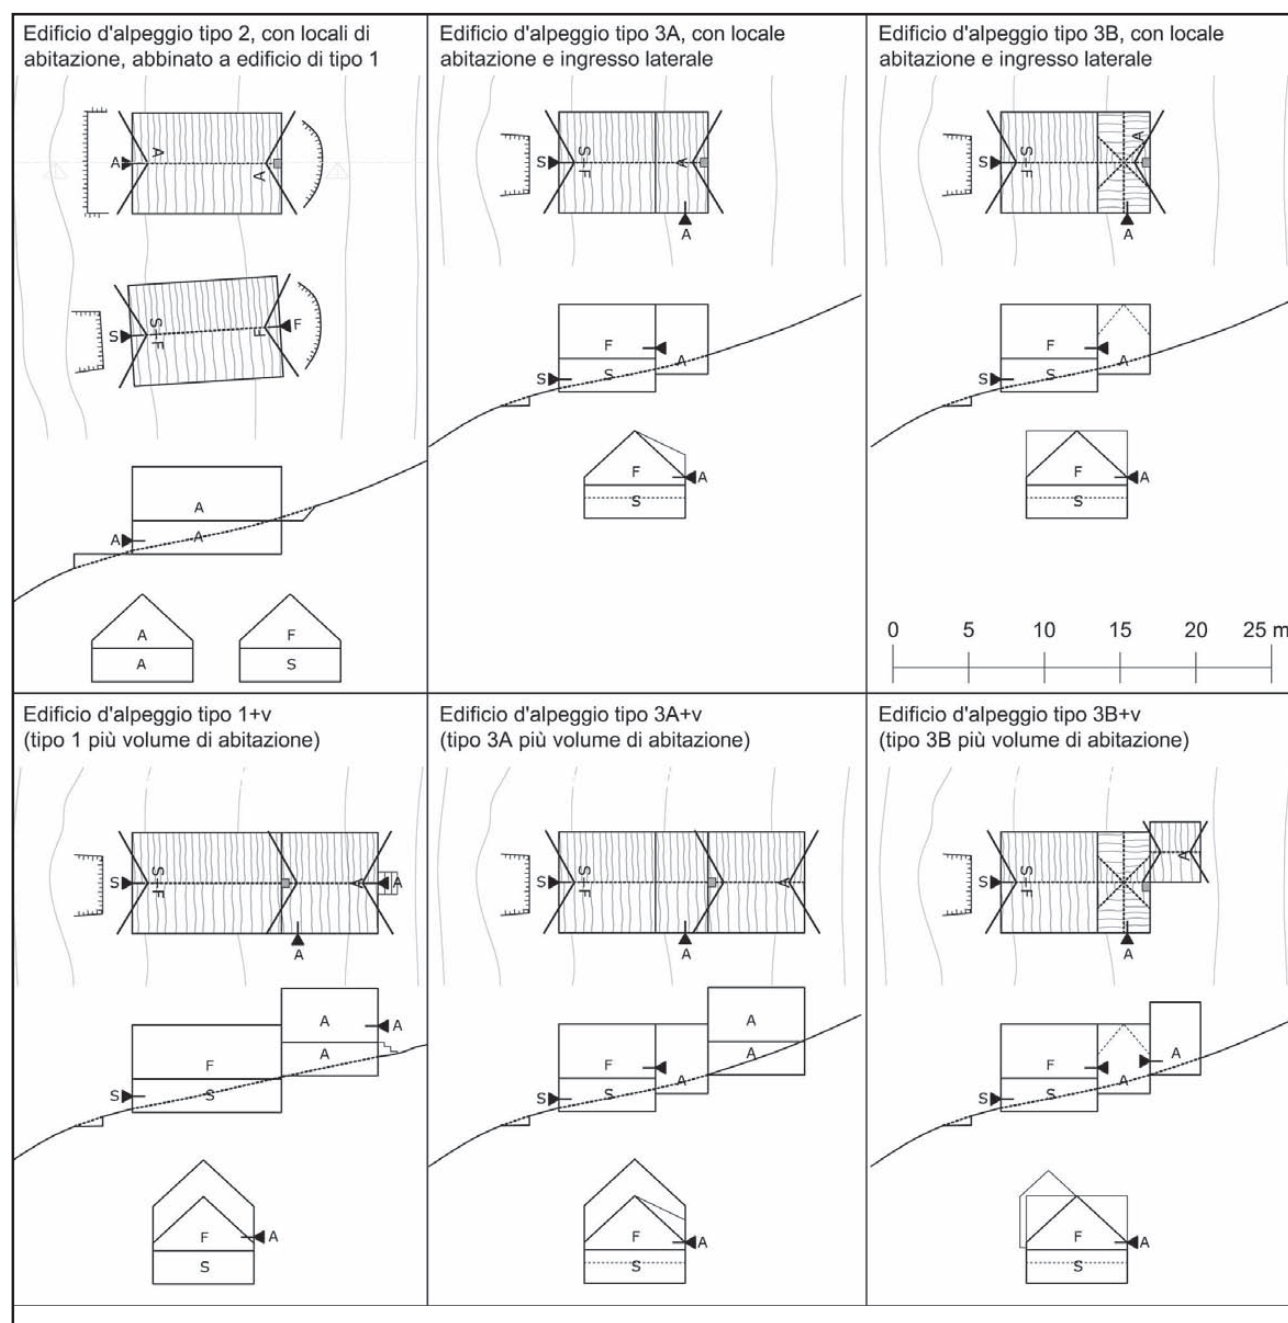 Edificio d'alpeggio tipo 2, con locali di
abitazione, abbinato a edificio di tipo 1
A
A
A
S
S-F
F
F
A
A
A
A
F
A
S
Edificio d'alpeggio tipo 3A, con locale
abitazione e ingresso laterale
S
S-F
A
A
F
A
S
S
F
A
S
Edificio d'alpeggio tipo 3B, con locale
abitazione e ingresso laterale
A
S
S-F
A
F
A
S
S
F
A
S
0 5 10 15 20 25 m
Edificio d'alpeggio tipo 1+v
(tipo 1 più volume di abitazione)
S
S-F
A
A
A
A
A
A
F
S
S
F
A
S
Edificio d'alpeggio tipo 3A+v
(tipo 3A più volume di abitazione)
S
S-F
A
A
A
A
F
A
S
S
F
A
S
Edificio d'alpeggio tipo 3B+v
(tipo 3B più volume di abitazione)
A
S
S-F
A
A
F
A
S
S
F
A
S